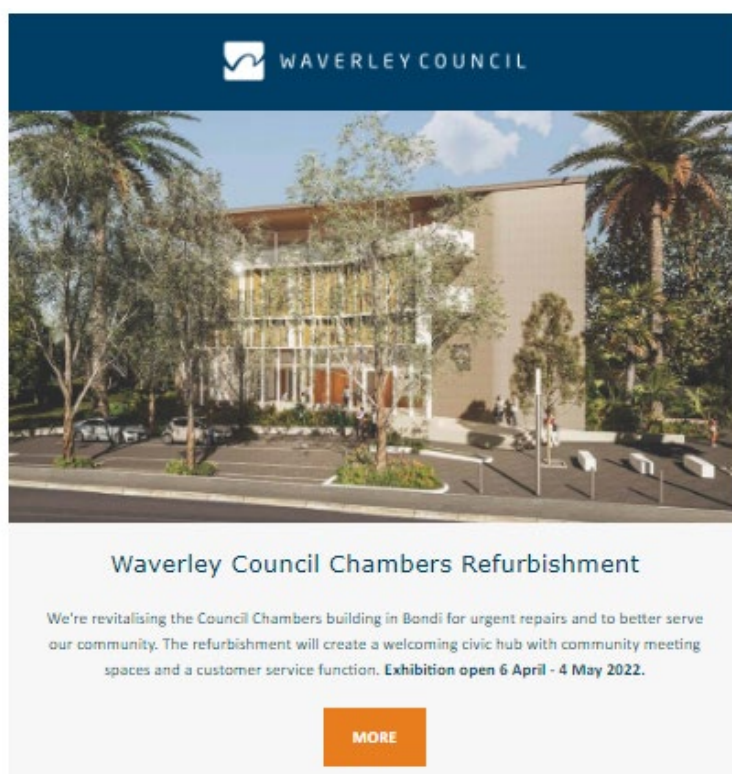 WAVERLEY COUNCIL
Waverley Council Chambers Refurbishment
We're revitalising the Council Chambers building in Bondi for urgent repairs and to better serve
our community. The refurbishment will create a welcoming civic hub with community meeting
spaces and a customer service function. Exhibition open 6 April - 4 May 2022.
MORE